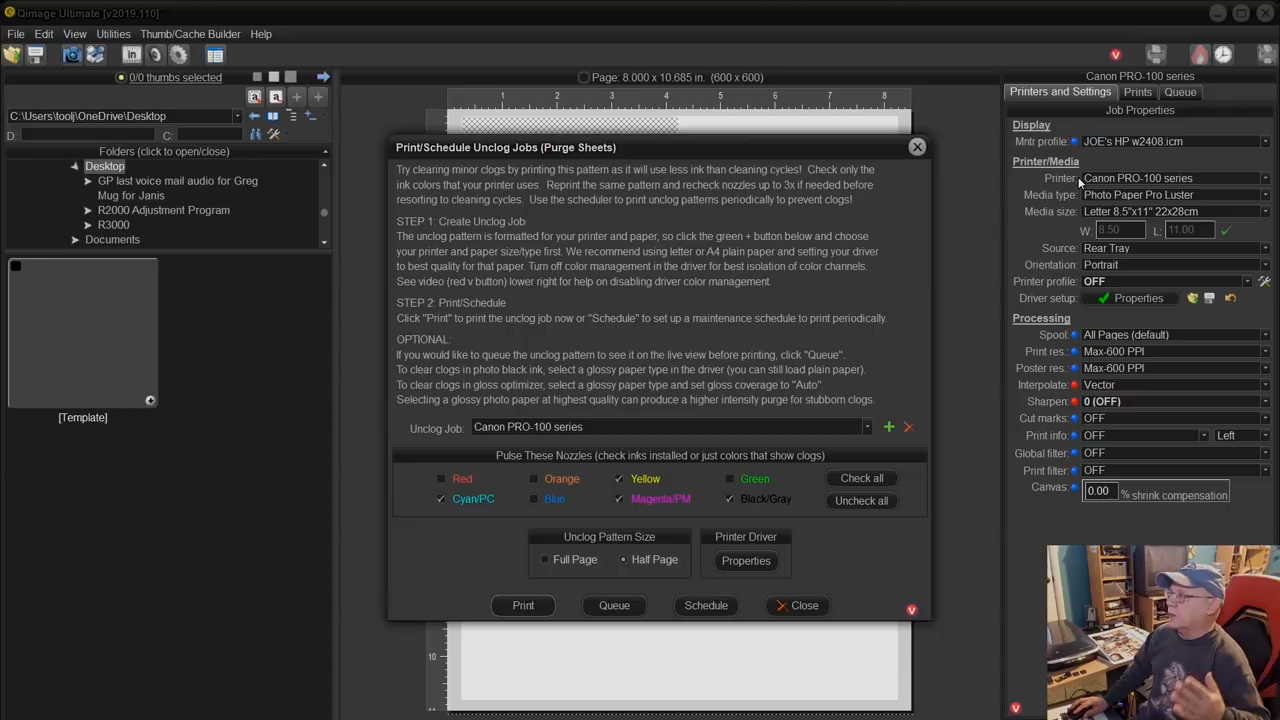 Qimage Ultimate [v2019.110]
File Edit View Utilities Thumb/Cache Builder Help
0/0 thumbs selected
Page: 8.000 x 10.685 in. (600 x 600)
Canon PRO-100 series
Printers and Settings Prints Queue
Job Properties
C:\Users\toolj\OneDrive\Desktop
D: C:
Folders (click to open/close)
Desktop
GP last voice mail audio for Greg
Mug for Janis
R2000 Adjustment Program
R3000
Documents
[Template]
1 2 3 4 5 6 7 8
10
Print/Schedule Unclog Jobs (Purge Sheets)
Try clearing minor clogs by printing this pattern as it will use less ink than cleaning cycles! Check only the
ink colors that your printer uses. Reprint the same pattern and recheck nozzles up to 3x if needed before
resorting to cleaning cycles. Use the scheduler to print unclog patterns periodically to prevent clogs!
STEP 1: Create Unclog Job
The unclog pattern is formatted for your printer and paper, so click the green + button below and choose
your printer and paper size/type first. We recommend using letter or A4 plain paper and setting your driver
to best quality for that paper. Turn off color management in the driver for best isolation of color channels.
See video (red v button) lower right for help on disabling driver color management.
STEP 2: Print/Schedule
Click "Print" to print the unclog job now or "Schedule" to set up a maintenance schedule to print periodically.
OPTIONAL:
If you would like to queue the unclog pattern to see it on the live view before printing, click "Queue".
To clear clogs in photo black ink, select a glossy paper type in the driver (you can still load plain paper).
To clear clogs in gloss optimizer, select a glossy paper type and set gloss coverage to "Auto".
Selecting a glossy photo paper at highest quality can produce a higher intensity purge for stubborn clogs.
Unclog Job: Canon PRO-100 series
Pulse These Nozzles (check inks installed or just colors that show clogs)
Red Orange Yellow Green Check all
Cyan/PC Blue Magenta/PM Black/Gray Uncheck all
Unclog Pattern Size Printer Driver
Full Page Half Page Properties
Print Queue Schedule Close
Display
Mntr profile: JOE's HP w2408.icm
Printer/Media
Printer: Canon PRO-100 series
Media type: Photo Paper Pro Luster
Media size: Letter 8.5"x11" 22x28cm
W: 8.50 L: 11.00
Source: Rear Tray
Orientation: Portrait
Printer profile: OFF
Driver setup: Properties
Processing
Spool: All Pages (default)
Print res.: Max-600 PPI
Poster res.: Max-600 PPI
Interpolate: Vector
Sharpen: 0 (OFF)
Cut marks: OFF
Print info: OFF Left
Global filter: OFF
Print filter: OFF
Canvas: 0.00 % shrink compensation